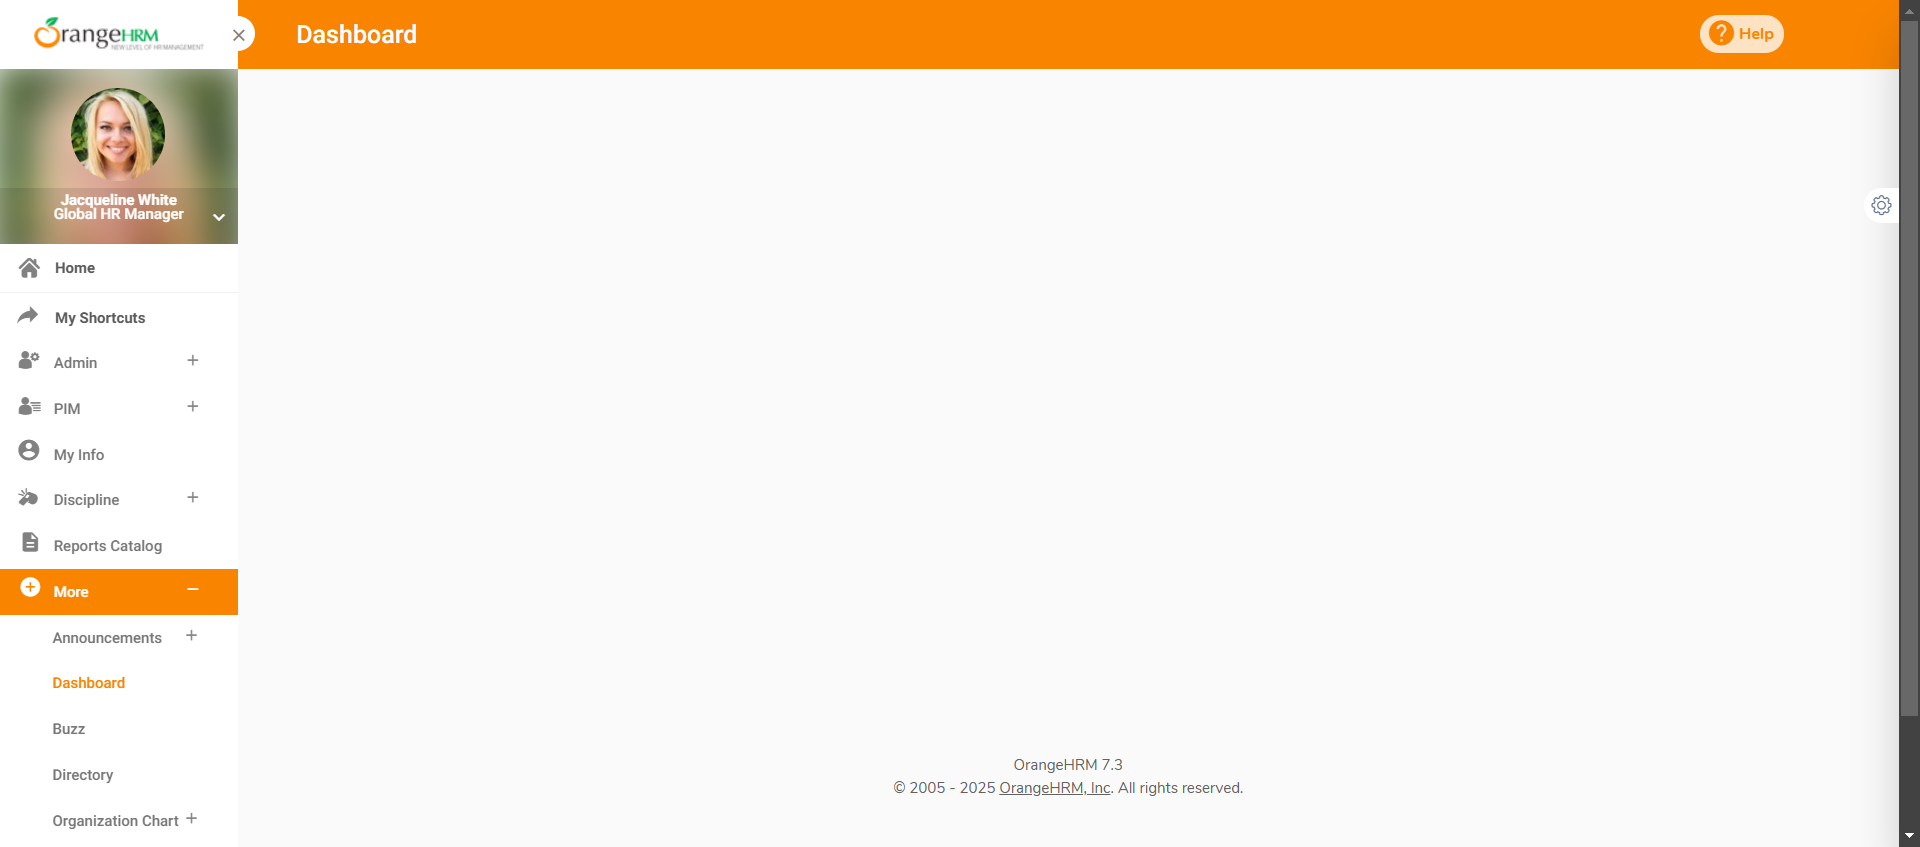 OrangeHRM
NEW LEVEL OF HR MANAGEMENT
Dashboard
Help
Jacqueline White
Global HR Manager
Home
My Shortcuts
Admin
PIM
My Info
Discipline
Reports Catalog
More
Announcements
Dashboard
Buzz
Directory
Organization Chart
OrangeHRM 7.3
© 2005 - 2025 OrangeHRM, Inc. All rights reserved.